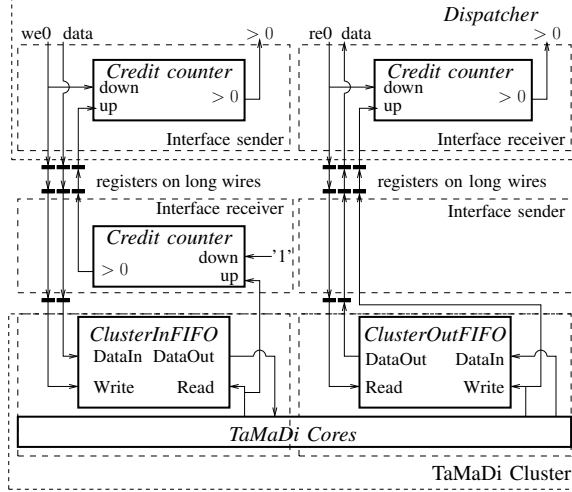 Dispatcher
we0 data > 0 re0 data > 0
Credit counter Credit counter
down > 0 down > 0
up up
Interface sender Interface receiver
registers on long wires registers on long wires
Interface receiver Interface sender
Credit counter
down '1'
> 0 up
ClusterInFIFO ClusterOutFIFO
DataIn DataOut DataOut DataIn
Write Read Read Write
TaMaDi Cores
TaMaDi Cluster